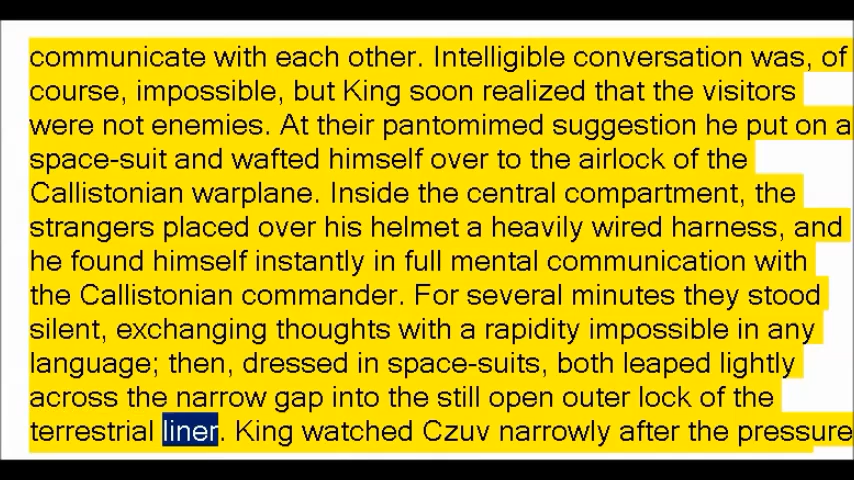 communicate with each other. Intelligible conversation was, of
course, impossible, but King soon realized that the visitors
were not enemies. At their pantomimed suggestion he put on a
space-suit and wafted himself over to the airlock of the
Callistonian warplane. Inside the central compartment, the
strangers placed over his helmet a heavily wired harness, and
he found himself instantly in full mental communication with
the Callistonian commander. For several minutes they stood
silent, exchanging thoughts with a rapidity impossible in any
language; then, dressed in space-suits, both leaped lightly
across the narrow gap into the still open outer lock of the
terrestrial liner. King watched Czuv narrowly after the pressure